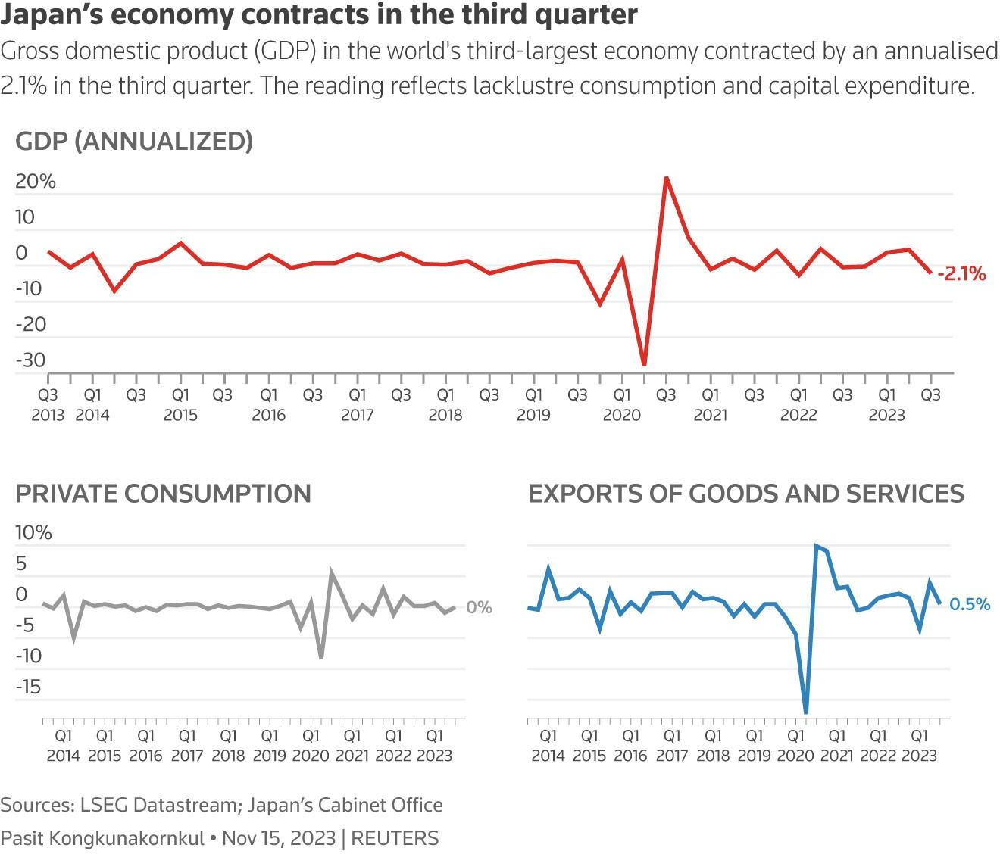 Japan’s economy contracts in the third quarter
Gross domestic product (GDP) in the world's third-largest economy contracted by an annualised
2.1% in the third quarter. The reading reflects lacklustre consumption and capital expenditure.
GDP (ANNUALIZED)
20%
10
0
-10
-20
-30
-2.1%
Q3 Q1 Q3 Q1 Q3 Q1 Q3 Q1 Q3 Q1 Q3 Q1 Q3 Q1 Q3 Q1 Q3 Q1 Q3 Q1 Q3
2013 2014 2015 2016 2017 2018 2019 2020 2021 2022 2023
PRIVATE CONSUMPTION
10%
5
0
-5
-10
-15
0%
Q1 Q1 Q1 Q1 Q1 Q1 Q1 Q1 Q1 Q1
2014 2015 2016 2017 2018 2019 2020 2021 2022 2023
EXPORTS OF GOODS AND SERVICES
0.5%
Q1 Q1 Q1 Q1 Q1 Q1 Q1 Q1 Q1 Q1
2014 2015 2016 2017 2018 2019 2020 2021 2022 2023
Sources: LSEG Datastream; Japan’s Cabinet Office
Pasit Kongkunakornkul • Nov 15, 2023 | REUTERS